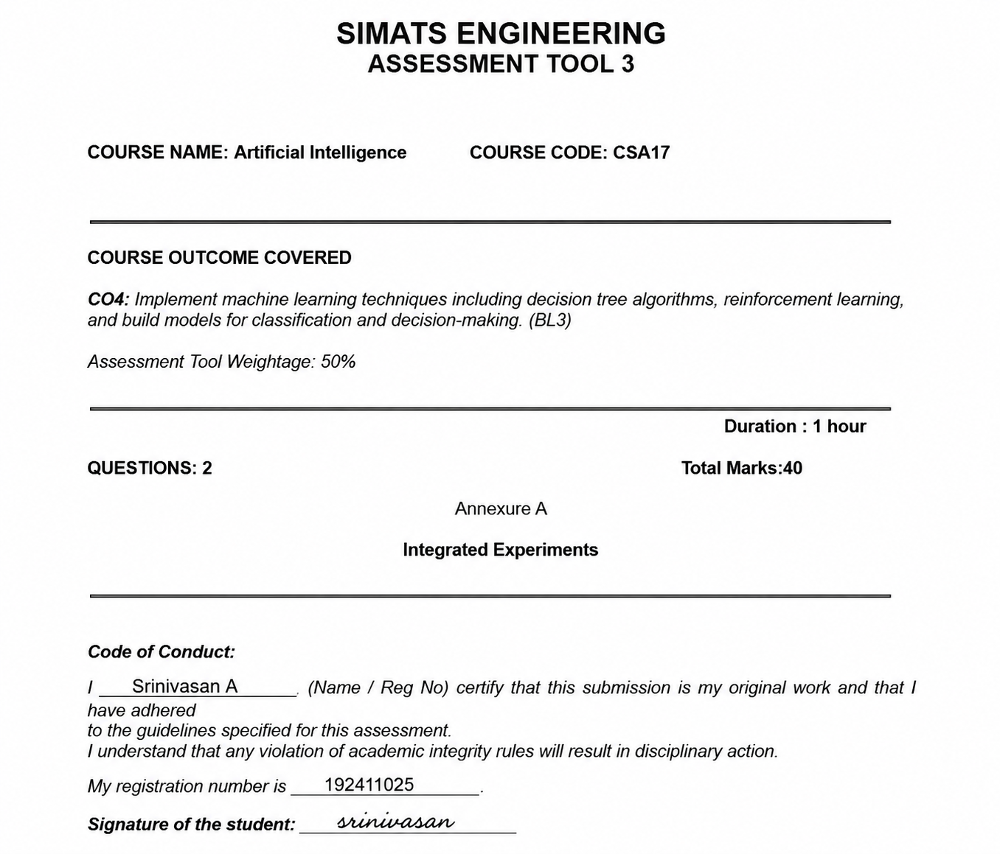 SIMATS ENGINEERING
ASSESSMENT TOOL 3
COURSE NAME: Artificial Intelligence COURSE CODE: CSA17
COURSE OUTCOME COVERED
CO4: Implement machine learning techniques including decision tree algorithms, reinforcement learning,
and build models for classification and decision-making. (BL3)
Assessment Tool Weightage: 50%
Duration : 1 hour
QUESTIONS: 2 Total Marks:40
Annexure A
Integrated Experiments
Code of Conduct:
I Srinivasan A. (Name / Reg No) certify that this submission is my original work and that I
have adhered
to the guidelines specified for this assessment.
I understand that any violation of academic integrity rules will result in disciplinary action.
My registration number is 192411025.
Signature of the student: srinivasan